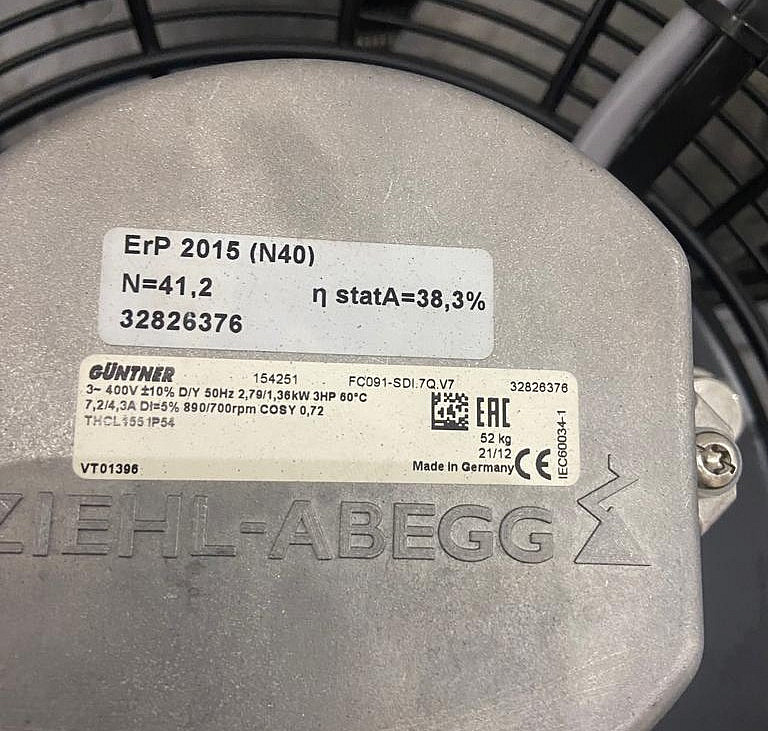 ErP 2015 (N40)
N=41,2 η statA=38,3%
32826376
GÜNTNER 154251 FC091-SDI.7Q.V7 32826376
3~ 400V ±10% D/Y 50Hz 2,79/1,36kW 3HP 60°C
7,2/4,3A DI=5% 890/700rpm COSY 0,72
THCL155 IP54
EAC
52 kg
21/12
VT01396 Made in Germany CE
IEC60034-1
ZIEHL-ABEGG